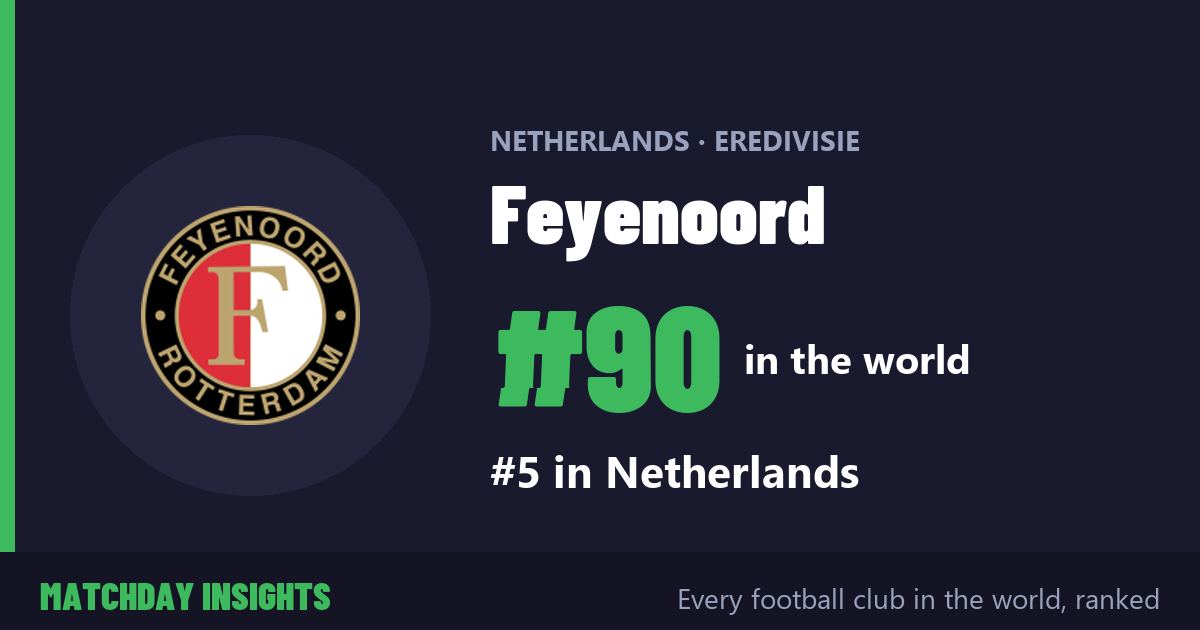 NETHERLANDS · EREDIVISIE
Feyenoord
FEYENOORD
F
ROTTERDAM
#90 in the world
#5 in Netherlands
MATCHDAY INSIGHTS
Every football club in the world, ranked